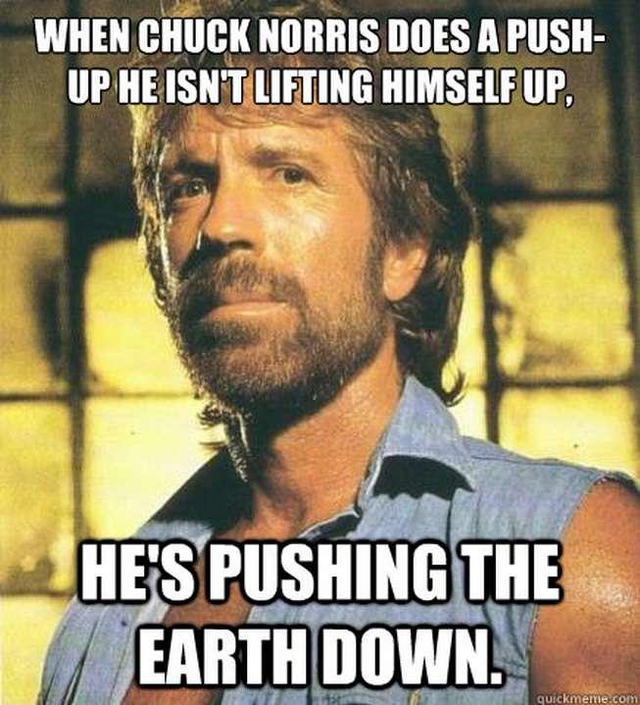 WHEN CHUCK NORRIS DOES A PUSH-
UP HE ISN'T LIFTING HIMSELF UP,
HE'S PUSHING THE
EARTH DOWN.
quickmeme.com